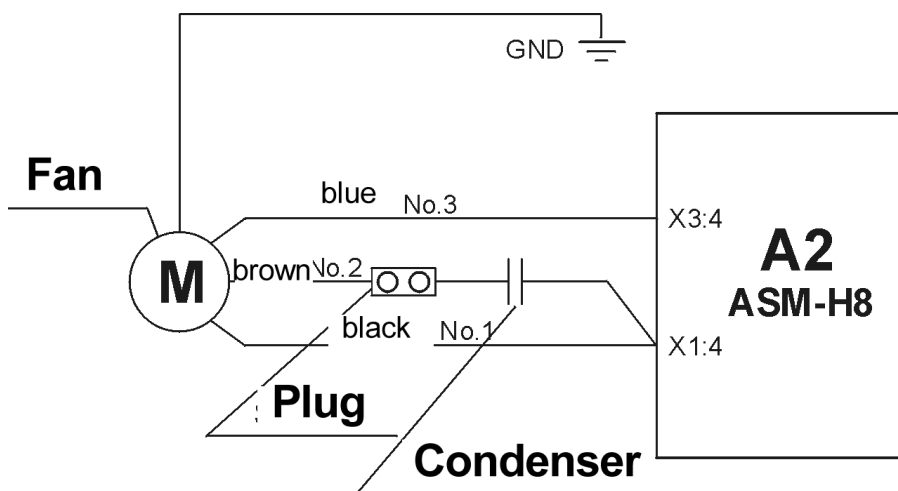 GND
Fan
blue
No.3
X3:4
A2
ASM-H8
brown
No.2
black
No.1
X1:4
Plug
Condenser
M